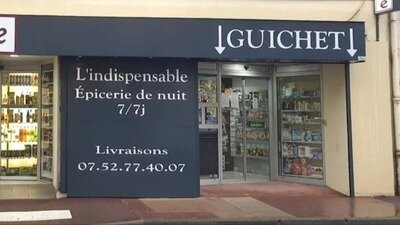 e
↓GUICHET↓
e
L'indispensable
Épicerie de nuit
7/7j
Livraisons
07.52.77.40.07